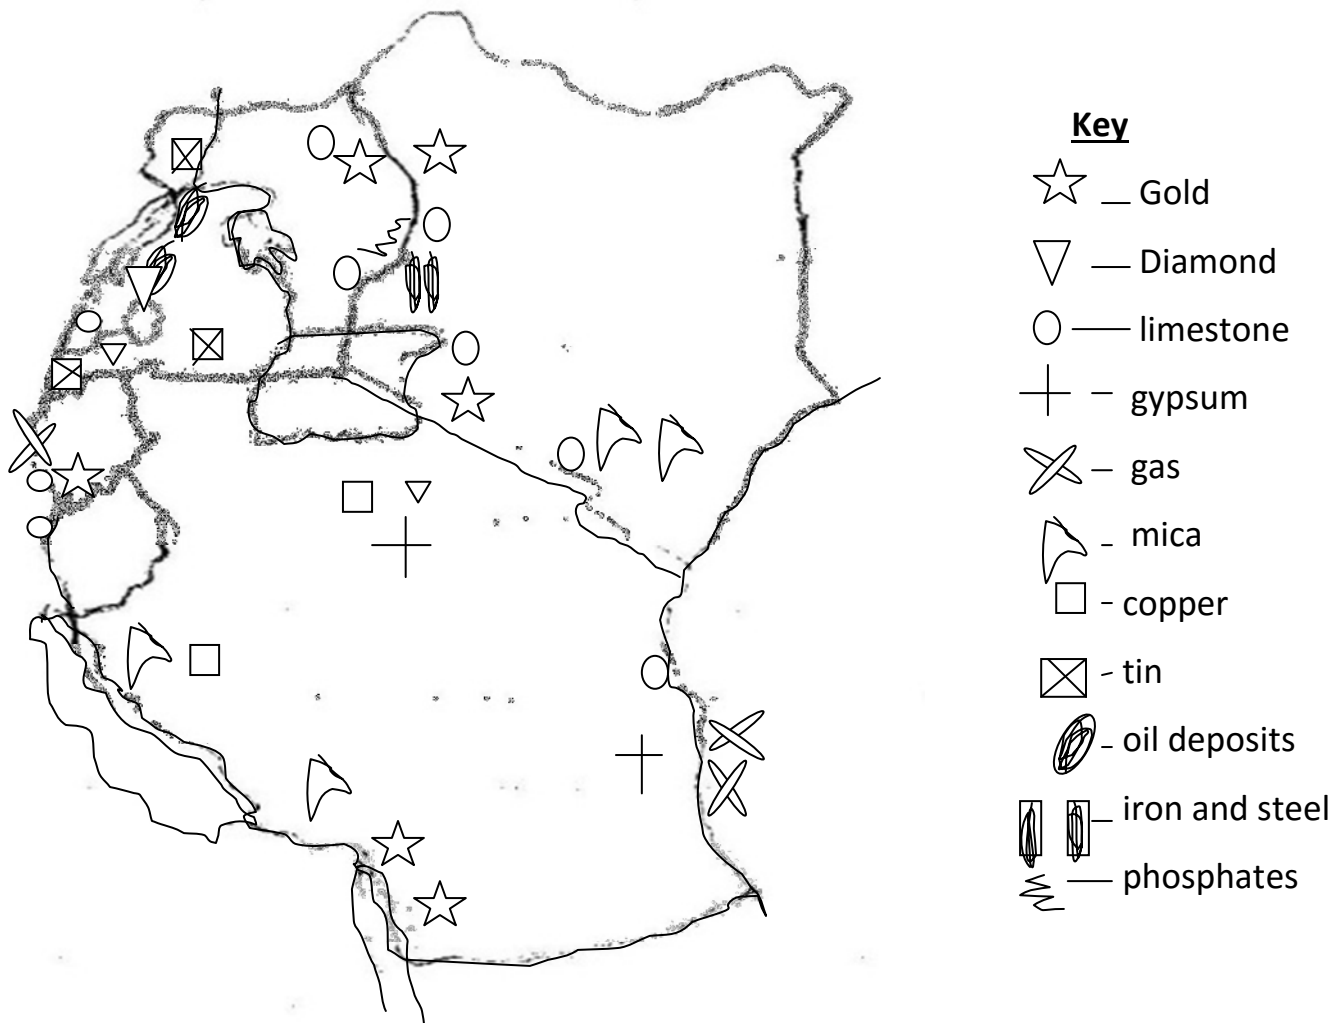 Key
Gold
Diamond
limestone
gypsum
gas
mica
copper
tin
oil deposits
iron and steel
phosphates